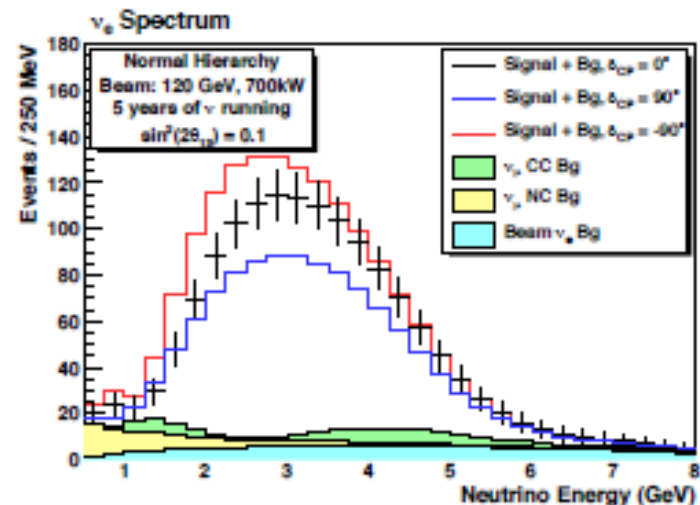 νe Spectrum
Events / 250 MeV
180
160
140
120
100
80
60
40
20
0
Normal Hierarchy
Beam: 120 GeV, 700kW
5 years of ν running
sin²(2θ₁₃) = 0.1
Signal + Bg, δCP = 0°
Signal + Bg, δCP = 90°
Signal + Bg, δCP = -90°
νμ CC Bg
νμ NC Bg
Beam νe Bg
1 2 3 4 5 6 7 8
Neutrino Energy (GeV)